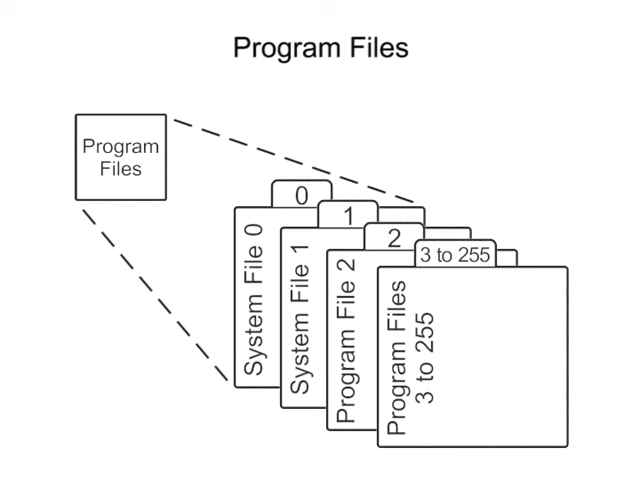 Program Files
Program
Files
0
1
2
3 to 255
System File 0
System File 1
Program File 2
Program Files
3 to 255